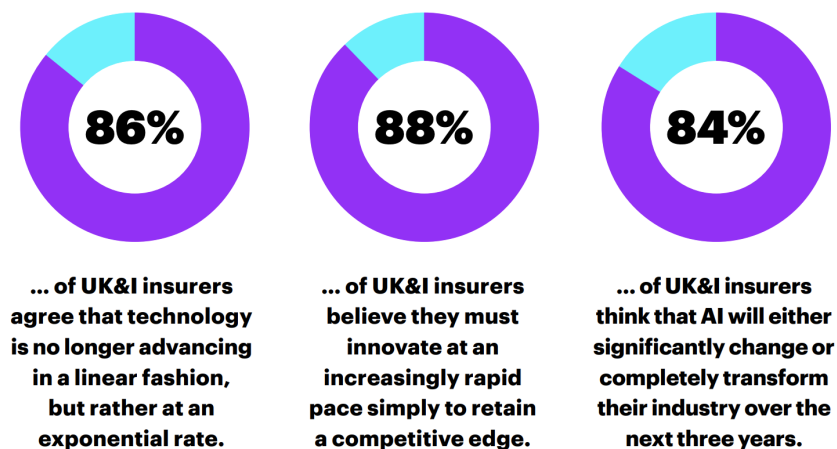 86%
... of UK&I insurers
agree that technology
is no longer advancing
in a linear fashion,
but rather at an
exponential rate.
88%
... of UK&I insurers
believe they must
innovate at an
increasingly rapid
pace simply to retain
a competitive edge.
84%
... of UK&I insurers
think that AI will either
significantly change or
completely transform
their industry over the
next three years.